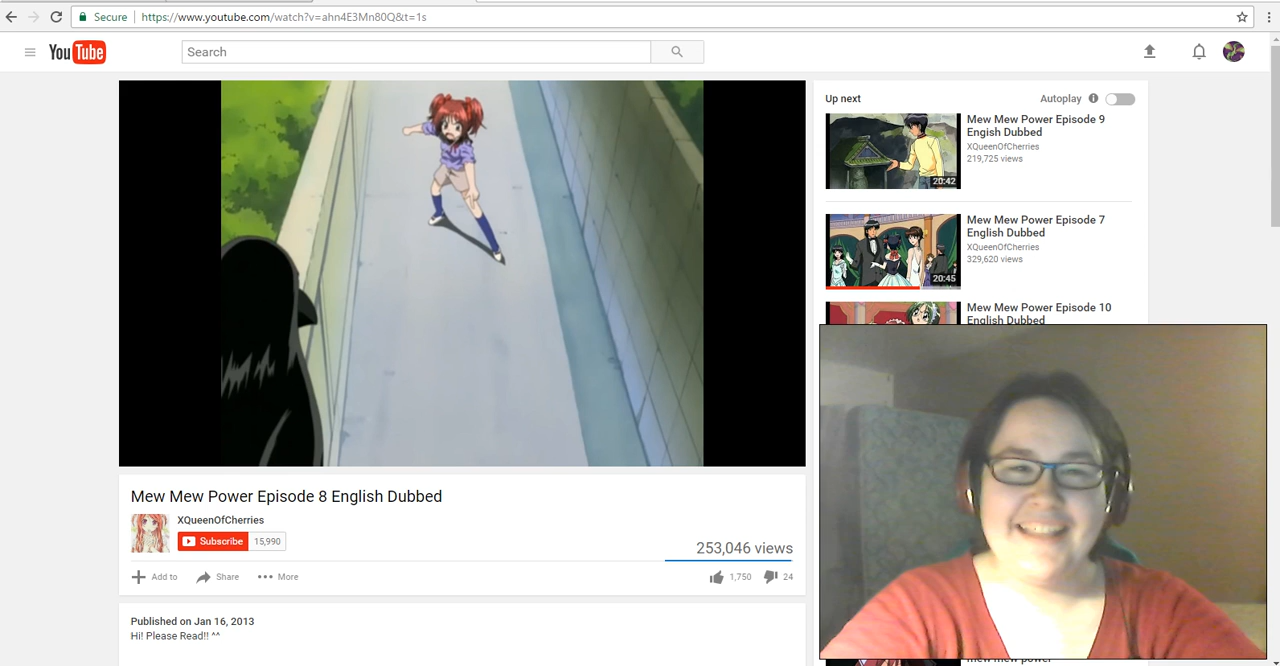 Secure https://www.youtube.com/watch?v=ahn4E3Mn80Q&t=1s
YouTube
Search
Up next
Autoplay
Mew Mew Power Episode 9
Engish Dubbed
XQueenOfCherries
219,725 views
20:42
Mew Mew Power Episode 7
English Dubbed
XQueenOfCherries
329,620 views
20:45
Mew Mew Power Episode 10
English Dubbed
Mew Mew Power Episode 8 English Dubbed
XQueenOfCherries
Subscribe 15,990
253,046 views
Add to Share More
1,750 24
Published on Jan 16, 2013
Hi! Please Read!! ^^
mew mew power